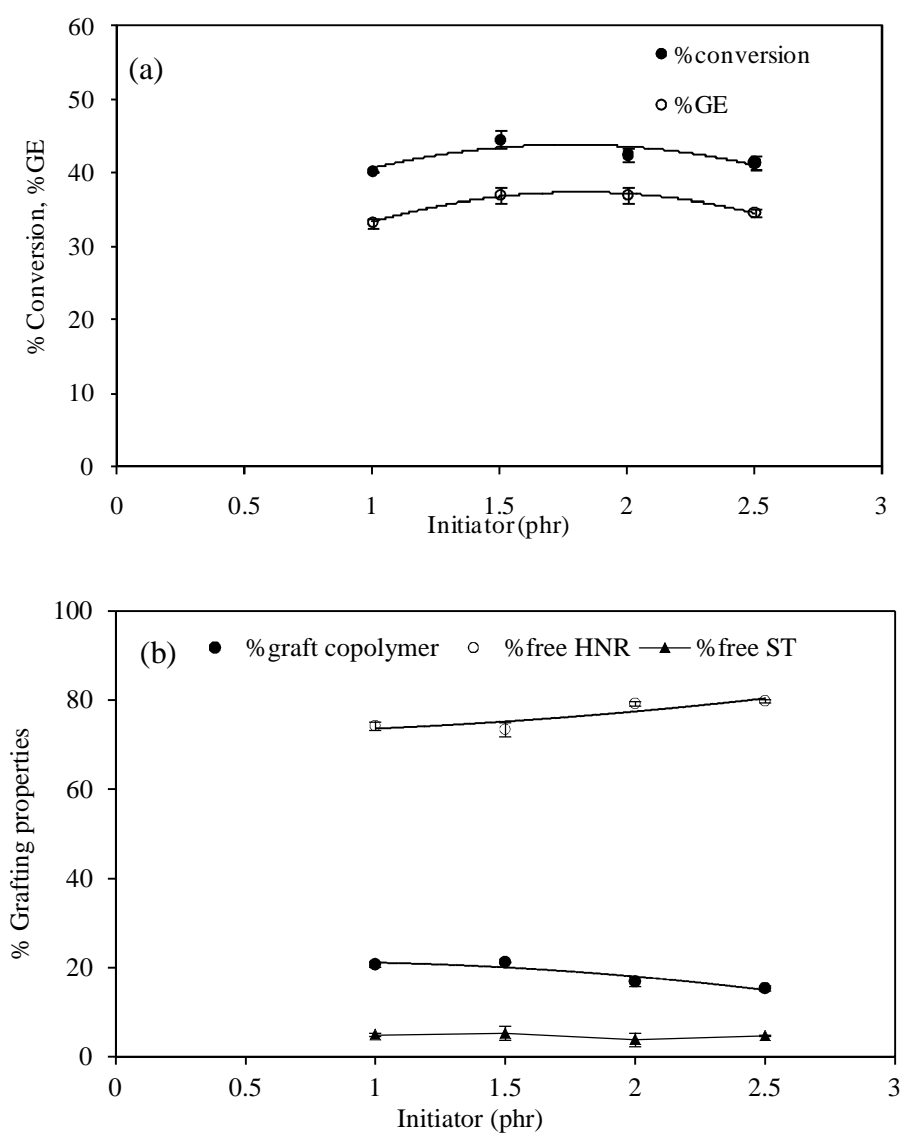 (a)
% Conversion, %GE
60
50
40
30
20
10
0
%conversion
%GE
0 0.5 1 1.5 2 2.5 3
Initiator (phr)
(b)
%graft copolymer %free HNR %free ST
% Grafting properties
100
80
60
40
20
0
0 0.5 1 1.5 2 2.5 3
Initiator (phr)